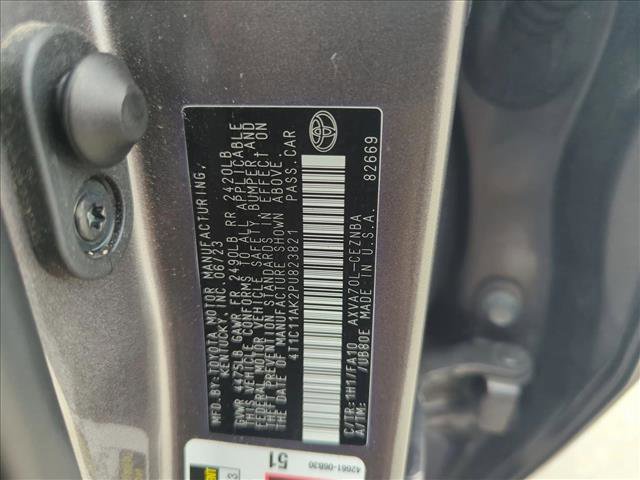 MFD.BY:TOYOTA MOTOR MANUFACTURING,
KENTUCKY, INC. 06/23
GVWR 4475LB GAWR FR 2490LB RR 2420LB
THIS VEHICLE CONFORMS TO ALL APPLICABLE
FEDERAL MOTOR VEHICLE SAFETY, BUMPER, AND
THEFT PREVENTION STANDARDS IN EFFECT ON
THE DATE OF MANUFACTURE SHOWN ABOVE.
4T1C11AK2PU823821 PASS.CAR
C/TR:1H1/FA10 AXVA70L-CEZNBA
A/TM: /UB80E MADE IN U.S.A. 82669
51
42661-06B30